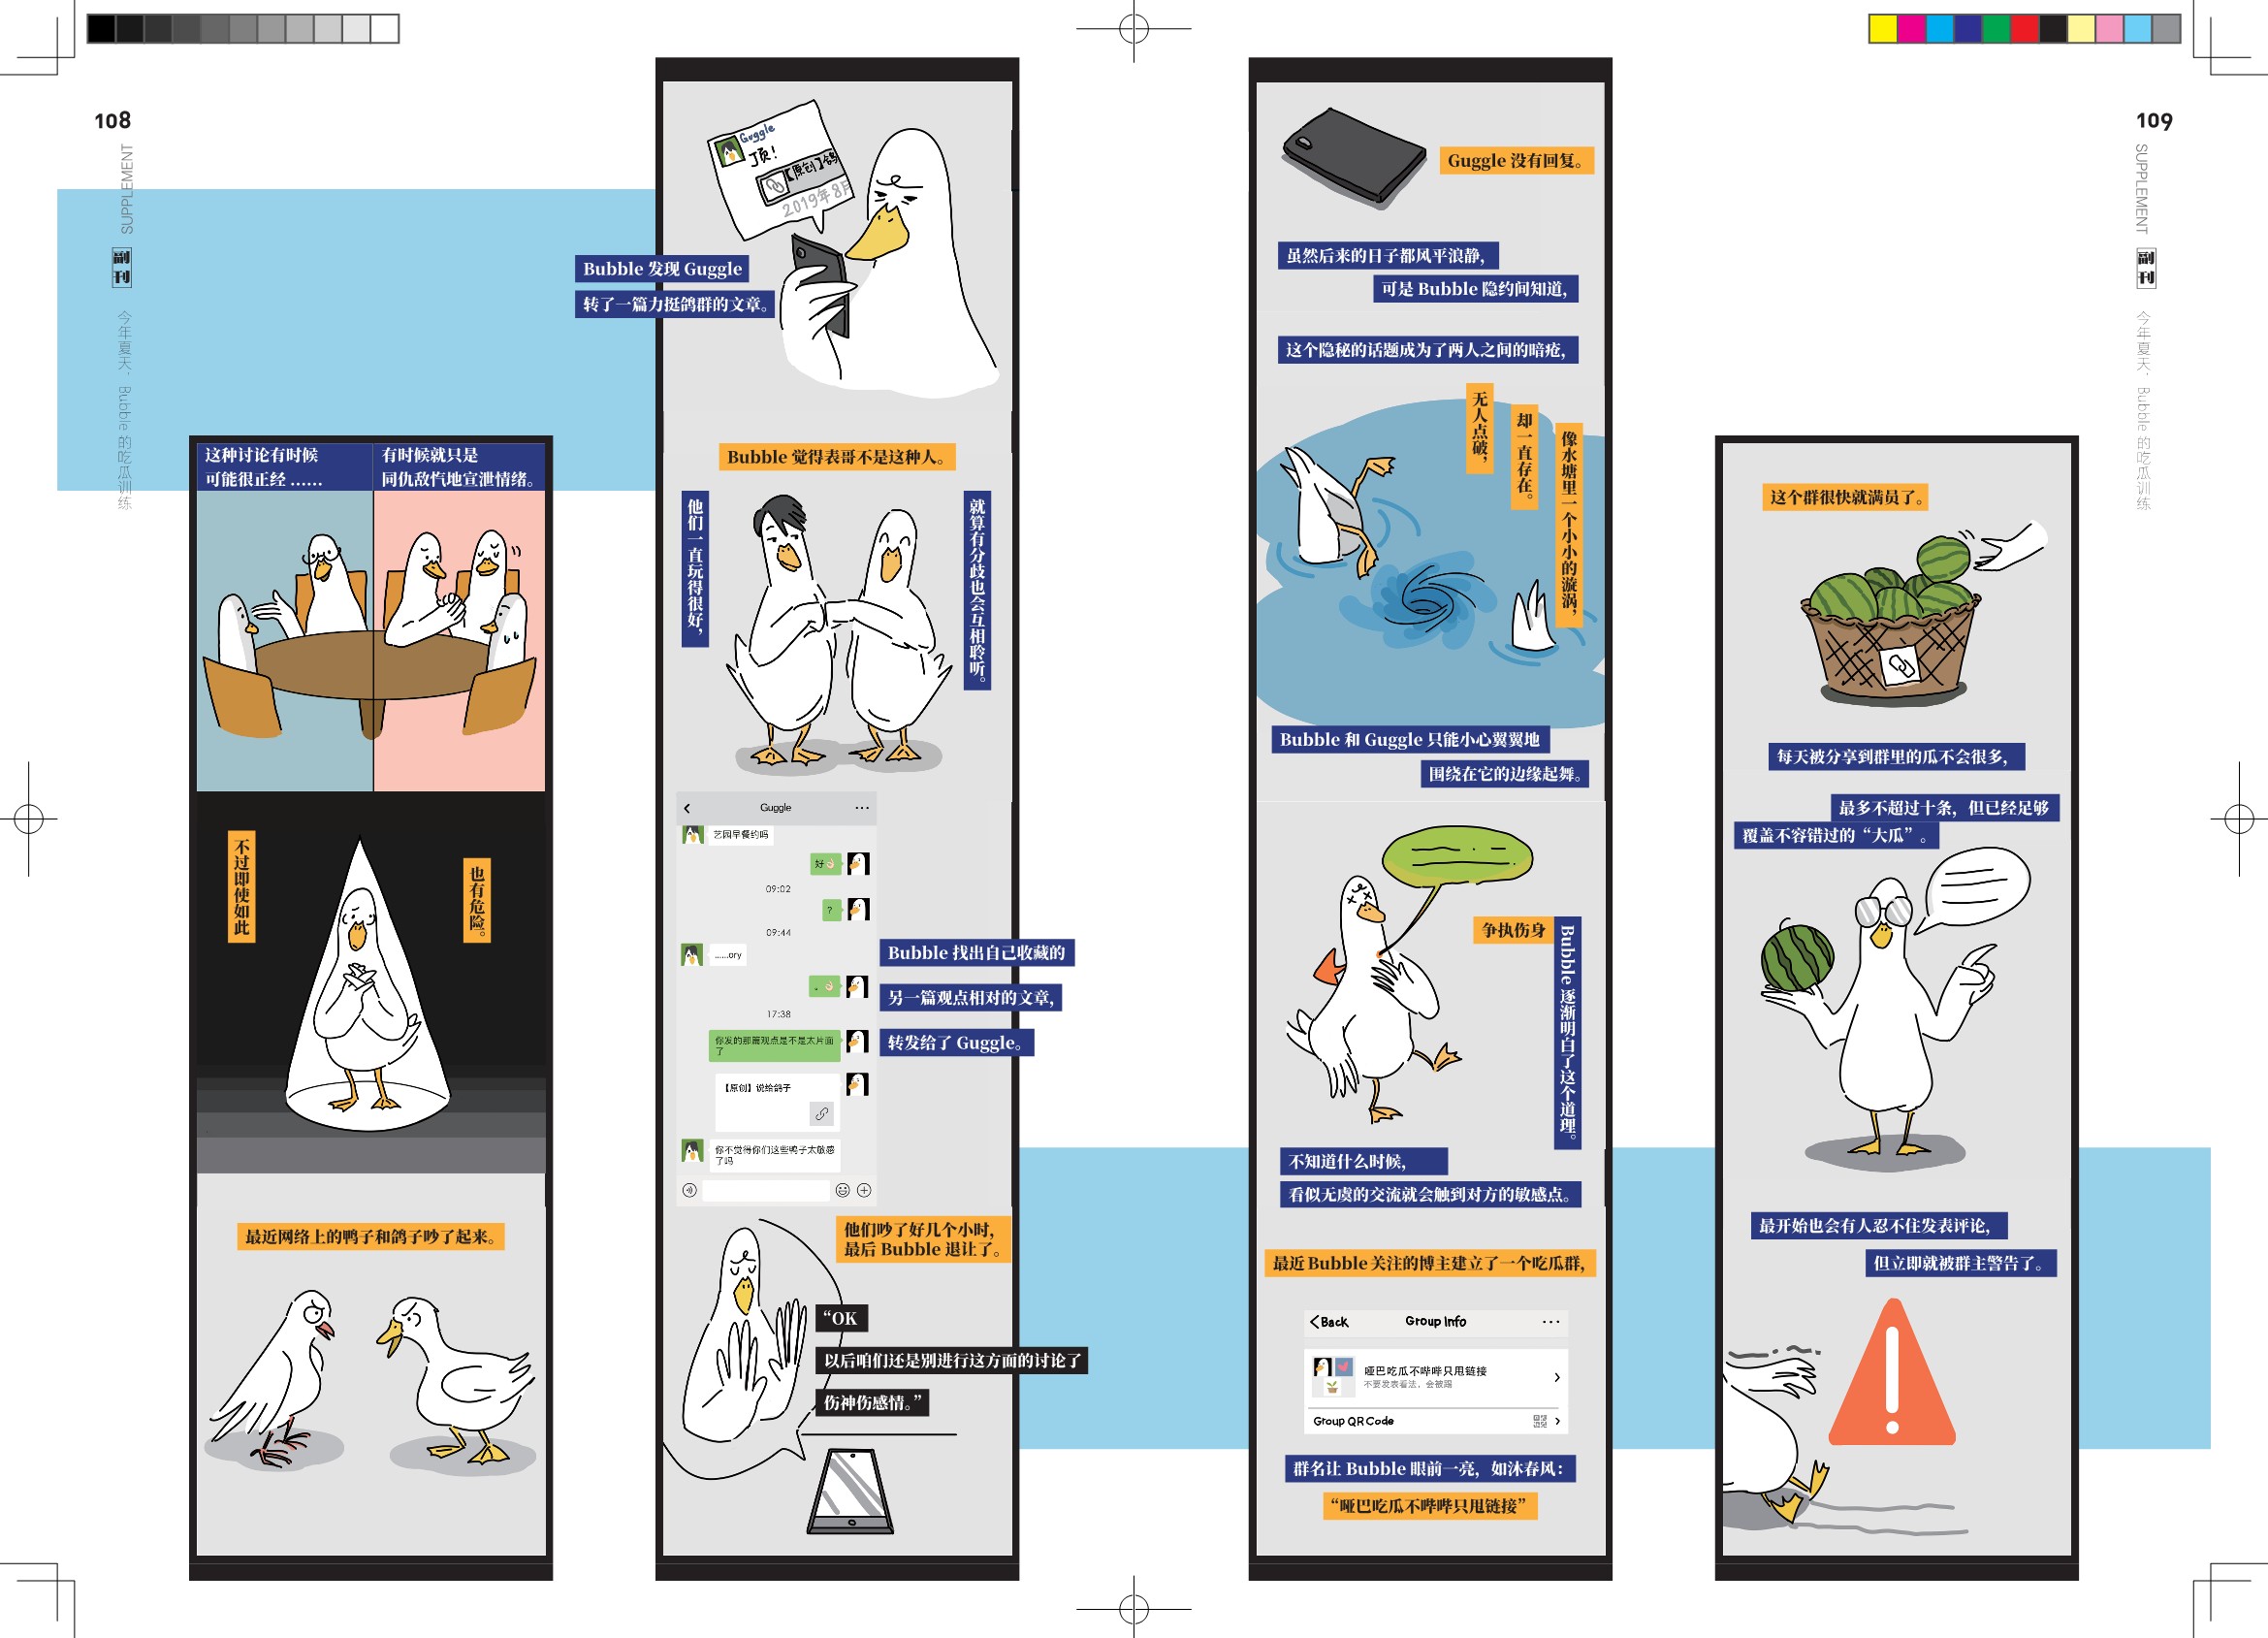 108
SUPPLEMENT
副刊
今年夏天，Bubble 的吃瓜训练
这种讨论有时候
可能很正经……
有时候就只是
同仇敌忾地宣泄情绪。
不过即使如此
也有危险。
最近网络上的鸭子和鸽子吵了起来。
Guggle
顶！
【原创】鸽
2019年8月
Bubble 发现 Guggle
转了一篇力挺鸽群的文章。
Bubble 觉得表哥不是这种人。
他们一直玩得很好，
就算有分歧也会互相聆听。
Guggle
艺园早餐约吗
好👌
09:02
?
09:44
……ory
。👌
17:38
你发的那篇观点是不是太片面
了
【原创】说给鸽子
你不觉得你们这些鸭子太敏感
了吗
Bubble 找出自己收藏的
另一篇观点相对的文章，
转发给了 Guggle。
他们吵了好几个小时，
最后 Bubble 退让了。
“OK
以后咱们还是别进行这方面的讨论了
伤神伤感情。”
Guggle 没有回复。
虽然后来的日子都风平浪静，
可是 Bubble 隐约间知道，
这个隐秘的话题成为了两人之间的暗疮，
无人点破，
却一直存在。
像水塘里一个小小的漩涡，
Bubble 和 Guggle 只能小心翼翼地
围绕在它的边缘起舞。
争执伤身
Bubble 逐渐明白了这个道理。
不知道什么时候，
看似无虞的交流就会触到对方的敏感点。
最近 Bubble 关注的博主建立了一个吃瓜群，
Back
Group Info
哑巴吃瓜不哔哔只甩链接
不要发表看法，会被踢
Group QR Code
群名让 Bubble 眼前一亮，如沐春风：
“哑巴吃瓜不哔哔只甩链接”
这个群很快就满员了。
每天被分享到群里的瓜不会很多，
最多不超过十条，但已经足够
覆盖不容错过的“大瓜”。
最开始也会有人忍不住发表评论，
但立即就被群主警告了。
109
SUPPLEMENT
副刊
今年夏天，Bubble 的吃瓜训练